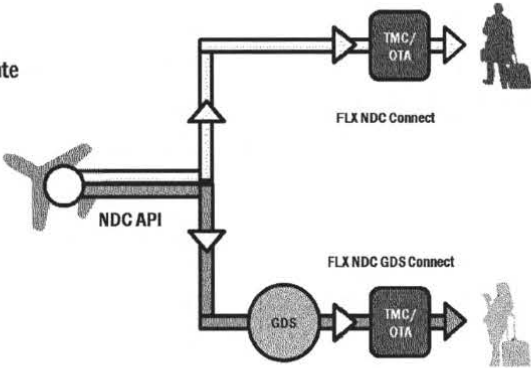 TMC/
OTA
FLX NDC Connect
NDC API
FLX NDC GDS Connect
GDS
TMC/
OTA